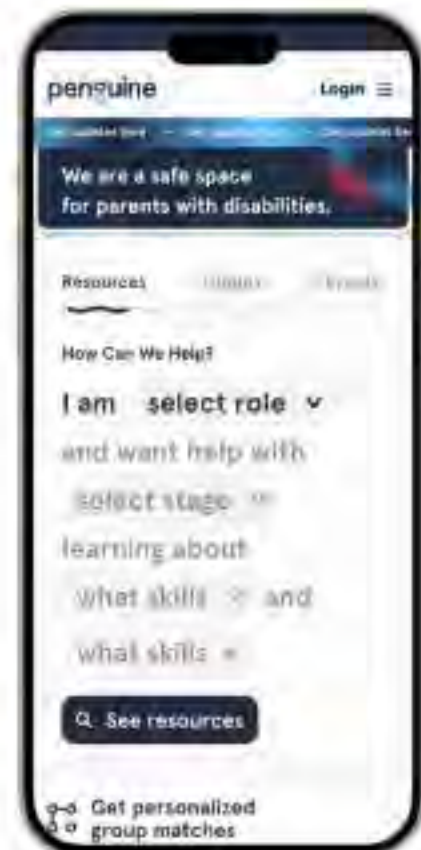 penguine
Login
We are a safe space
for parents with disabilities.
Resources
How Can We Help?
I am select role
and want help with
select stage
learning about
what skills and
what skills
See resources
Get personalized
group matches